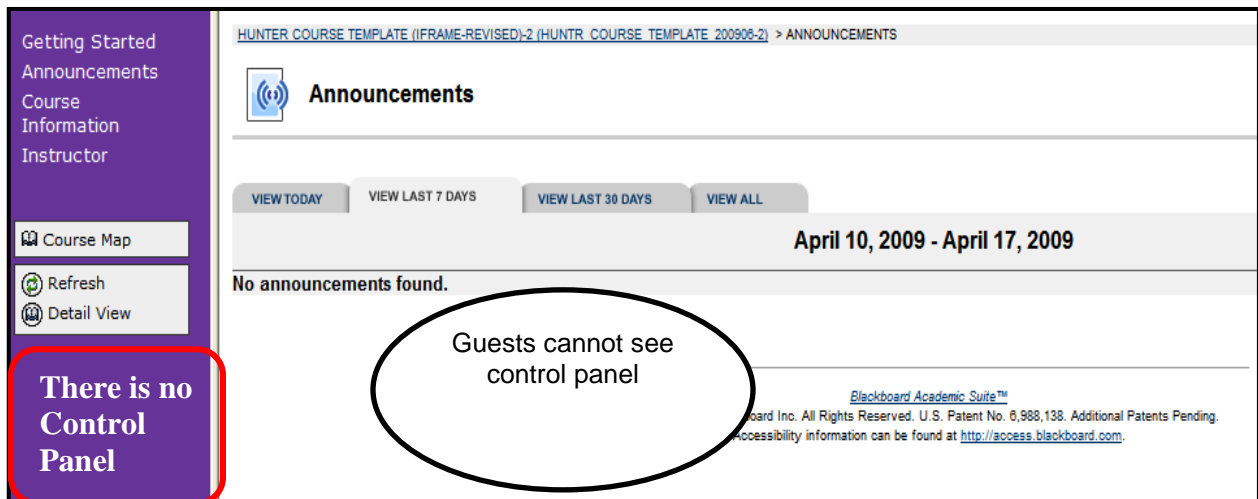 Getting Started
Announcements
Course
Information
Instructor
Course Map
Refresh
Detail View
There is no
Control
Panel
HUNTER COURSE TEMPLATE (IFRAME-REVISED)-2 (HUNTR_COURSE_TEMPLATE_200906-2) > ANNOUNCEMENTS
Announcements
VIEW TODAY VIEW LAST 7 DAYS VIEW LAST 30 DAYS VIEW ALL
April 10, 2009 - April 17, 2009
No announcements found.
Guests cannot see
control panel
Blackboard Academic Suite™
Inc. All Rights Reserved. U.S. Patent No. 6,988,138. Additional Patents Pending.
Accessibility information can be found at http://access.blackboard.com.